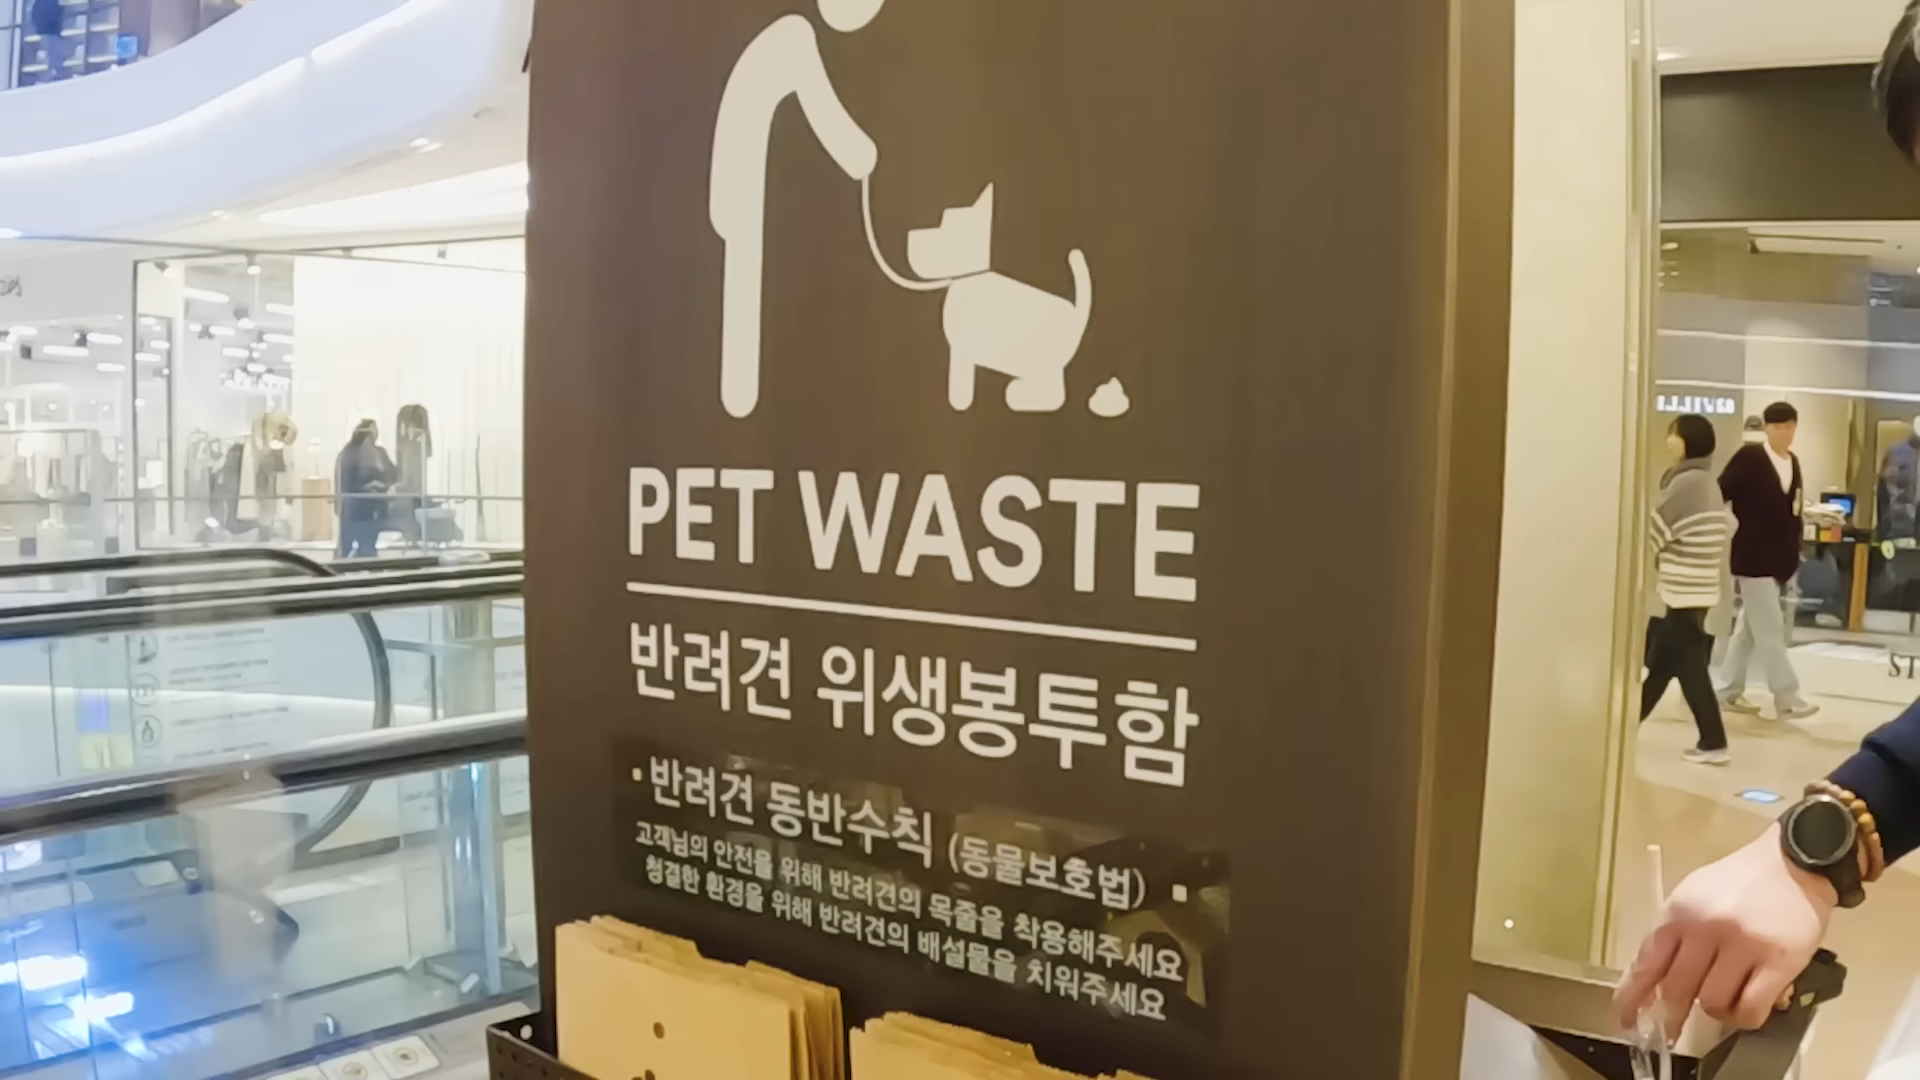 PET WASTE
반려견 위생봉투함
·반려견 동반수칙 (동물보호법)·
고객님의 안전을 위해 반려견의 목줄을 착용해주세요
청결한 환경을 위해 반려견의 배설물을 치워주세요
ST